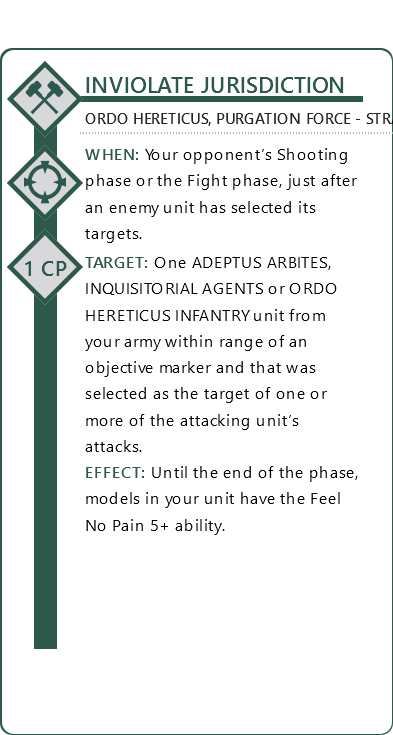 INVIOLATE JURISDICTION
ORDO HERETICUS, PURGATION FORCE - STRA
WHEN: Your opponent's Shooting
phase or the Fight phase, just after
an enemy unit has selected its
targets.
1 CP
TARGET: One ADEPTUS ARBITES,
INQUISITORIAL AGENTS or ORDO
HERETICUS INFANTRY unit from
your army within range of an
objective marker and that was
selected as the target of one or
more of the attacking unit's
attacks.
EFFECT: Until the end of the phase,
models in your unit have the Feel
No Pain 5+ ability.